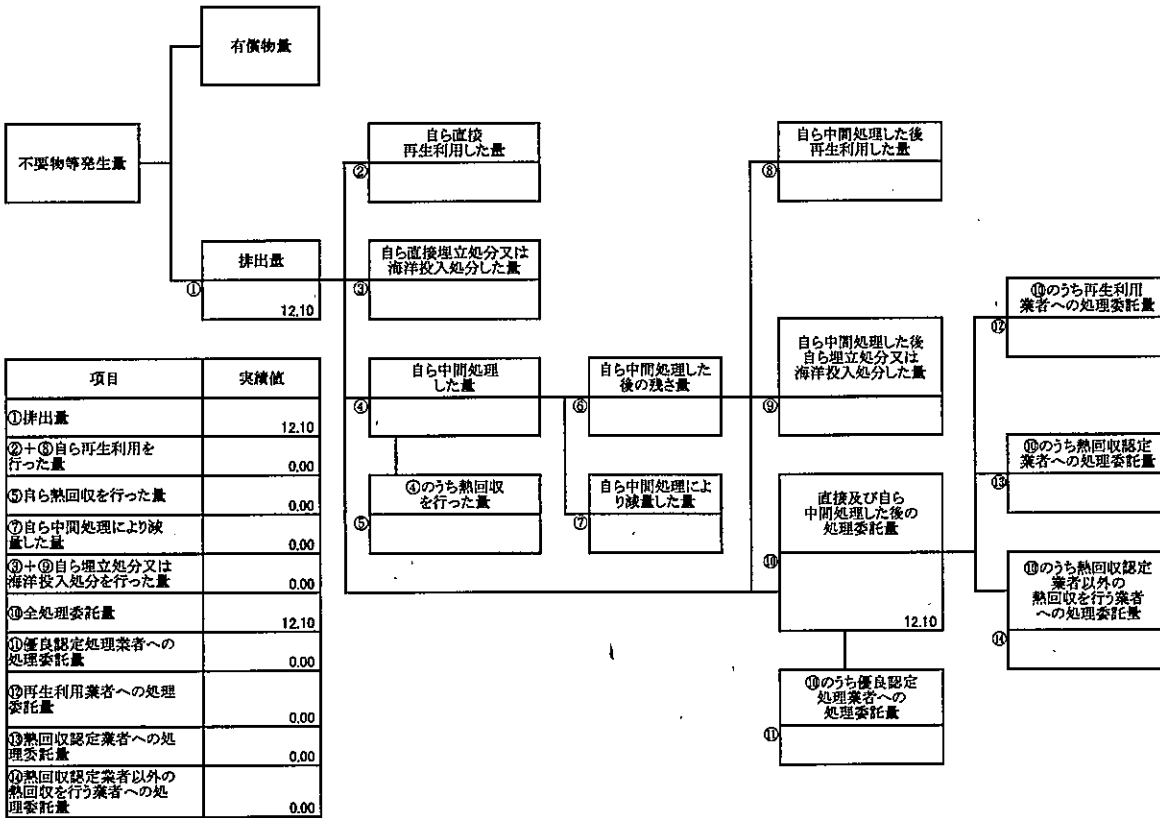 有償物量
不要物等発生量
排出量
①
12.10
自ら直接
再生利用した量
②
自ら直接埋立処分又は
海洋投入処分した量
③
自ら中間処理
した量
④
④のうち熱回収
を行った量
⑤
自ら中間処理した
後の残さ量
⑥
自ら中間処理によ
り減量した量
⑦
自ら中間処理した後
再生利用した量
⑧
自ら中間処理した後
自ら埋立処分又は
海洋投入処分した量
⑨
直接及び自ら
中間処理した後の
処理委託量
⑩
12.10
⑩のうち優良認定
処理業者への
処理委託量
⑪
⑩のうち再生利用
業者への処理委託量
⑫
⑩のうち熱回収認定
業者への処理委託量
⑬
⑩のうち熱回収認定
業者以外の
熱回収を行う業者
への処理委託量
⑭
項目 実績値
①排出量
12.10
②+⑧自ら再生利用を
行った量
0.00
⑤自ら熱回収を行った量
0.00
⑦自ら中間処理により減
量した量
0.00
③+⑨自ら埋立処分又は
海洋投入処分を行った量
0.00
⑩全処理委託量
12.10
⑪優良認定処理業者への
処理委託量
0.00
⑫再生利用業者への処理
委託量
0.00
⑬熱回収認定業者への処
理委託量
0.00
⑭熱回収認定業者以外の
熱回収を行う業者への処
理委託量
0.00